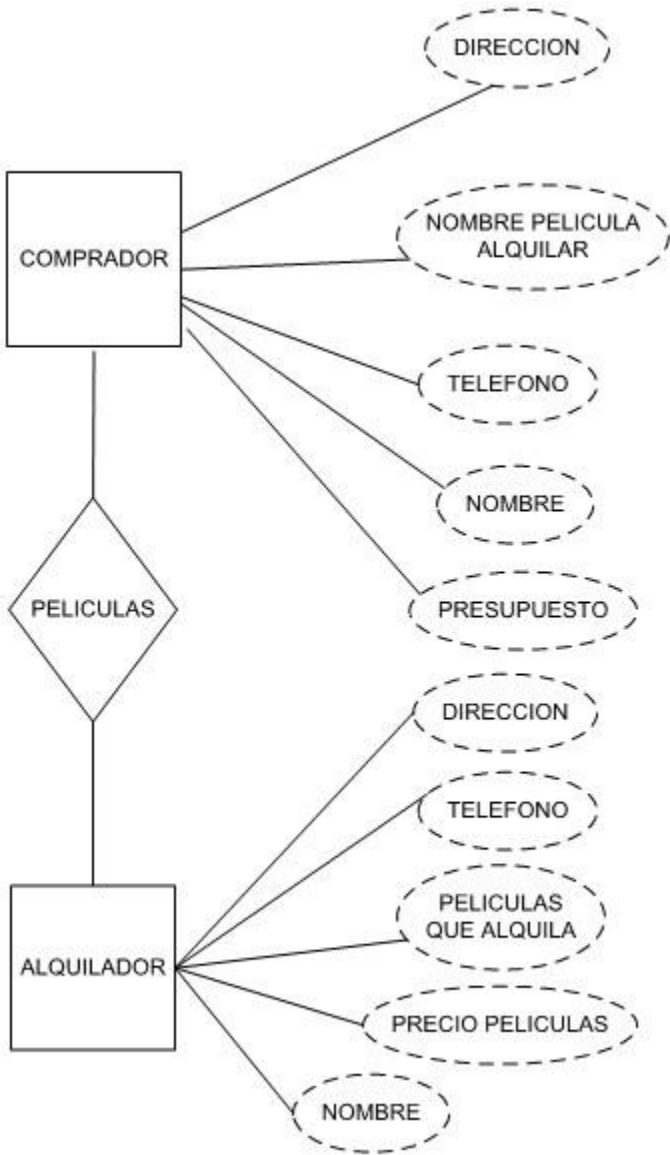 DIRECCION
COMPRADOR
NOMBRE PELICULA
ALQUILAR
TELEFONO
NOMBRE
PELICULAS
PRESUPUESTO
DIRECCION
TELEFONO
PELICULAS
QUE ALQUILA
ALQUILADOR
PRECIO PELICULAS
NOMBRE